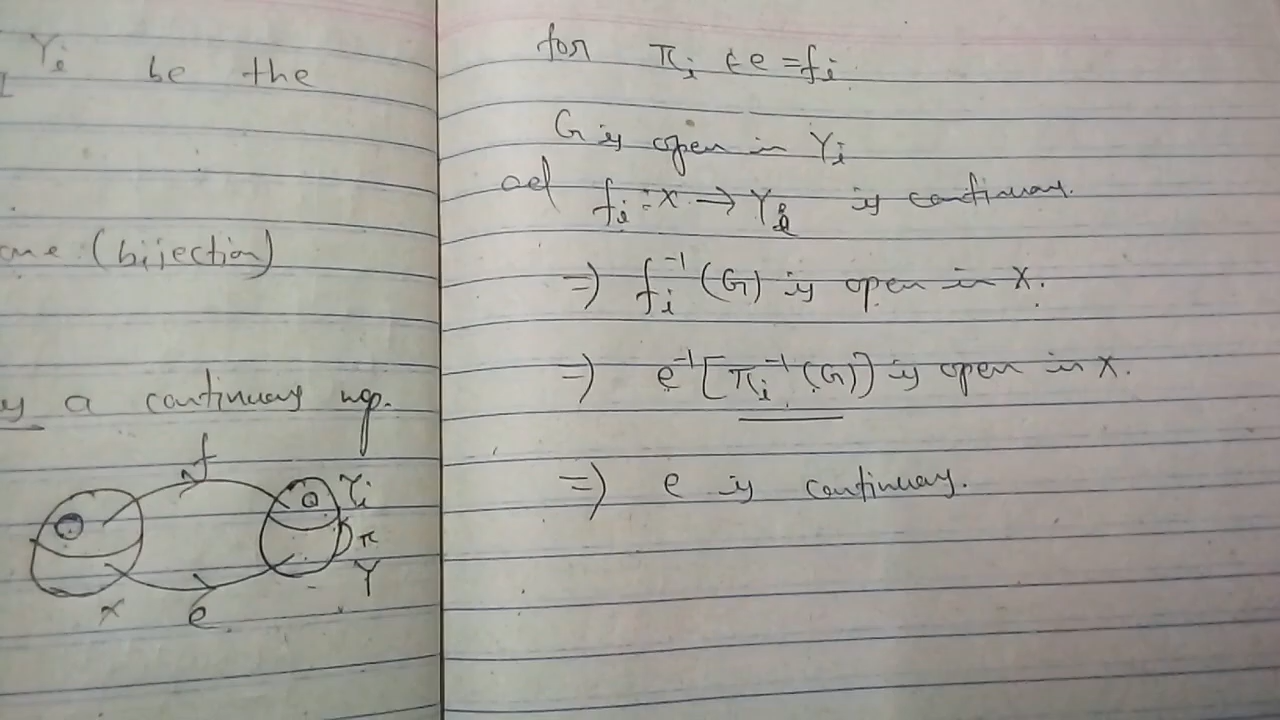 Yᵢ be the
me (bijection)
is a continuous map.
f
Yᵢ
π
Y
X
e
for πᵢ ∘ e = fᵢ
G is open in Yᵢ
and fᵢ : X → Yᵢ is continuous.
⇒ fᵢ⁻¹ (G) is open in X.
⇒ e⁻¹ [πᵢ⁻¹ (G)] is open in X.
⇒ e is continuous.